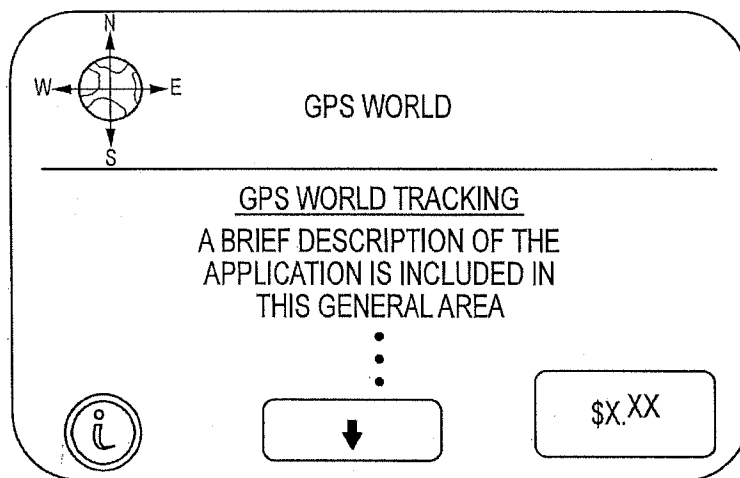 N
W E
S
GPS WORLD
GPS WORLD TRACKING
A BRIEF DESCRIPTION OF THE
APPLICATION IS INCLUDED IN
THIS GENERAL AREA
i
$X.XX